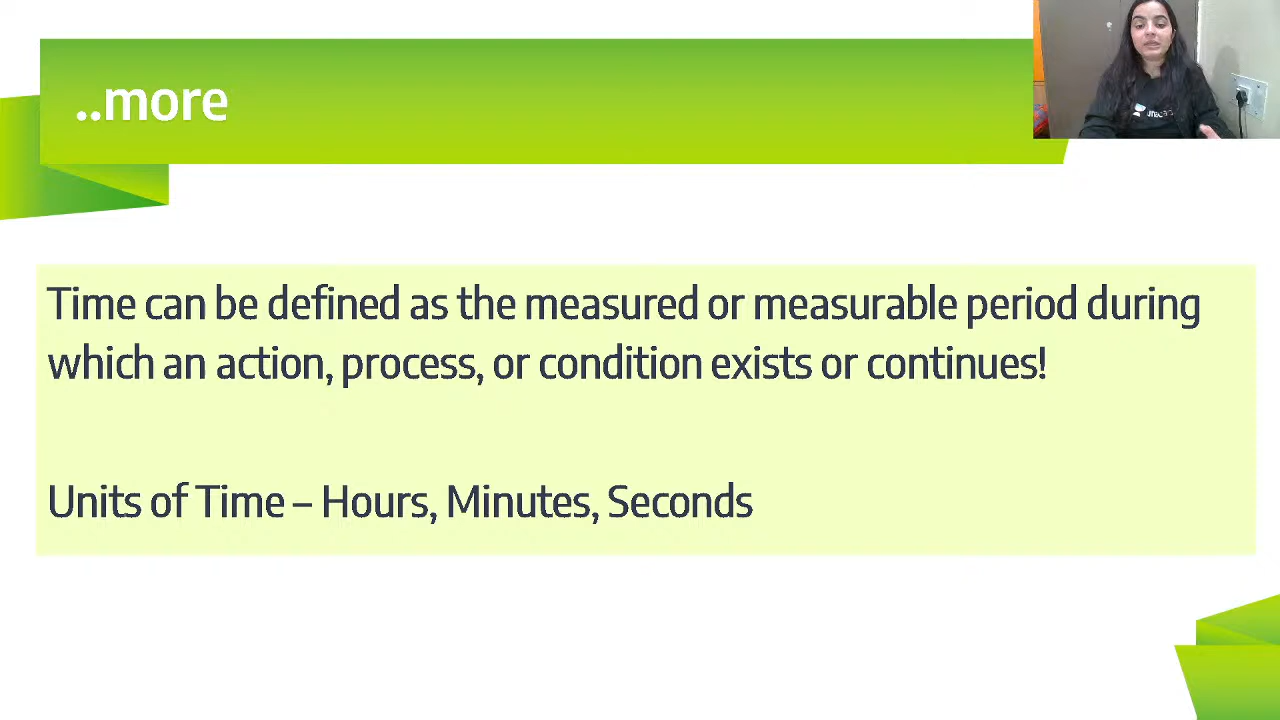 ..more
Time can be defined as the measured or measurable period during
which an action, process, or condition exists or continues!
Units of Time – Hours, Minutes, Seconds